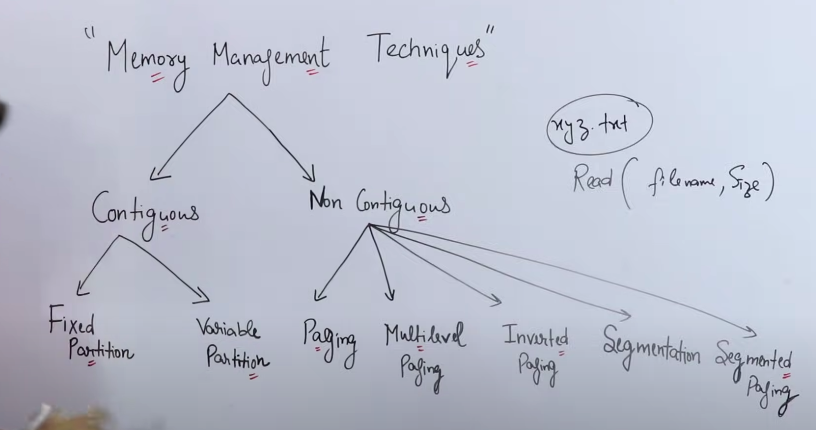 "Memory Management Techniques"
xyz.txt
Read (filename, Size)
Contiguous
Non Contiguous
Fixed
Partition
Variable
Partition
Paging
Multilevel
Paging
Inverted
Paging
Segmentation
Segmented
Paging